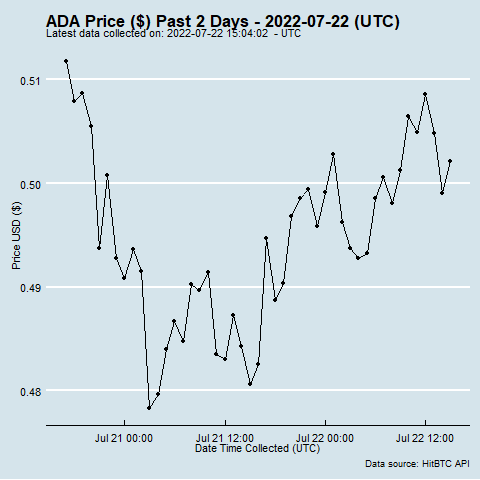 ADA Price ($) Past 2 Days - 2022-07-22 (UTC)
Latest data collected on: 2022-07-22 15:04:02  - UTC
0.51
0.50
0.49
0.48
Price USD ($)
Jul 21 00:00
Jul 21 12:00
Jul 22 00:00
Jul 22 12:00
Date Time Collected (UTC)
Data source: HitBTC API